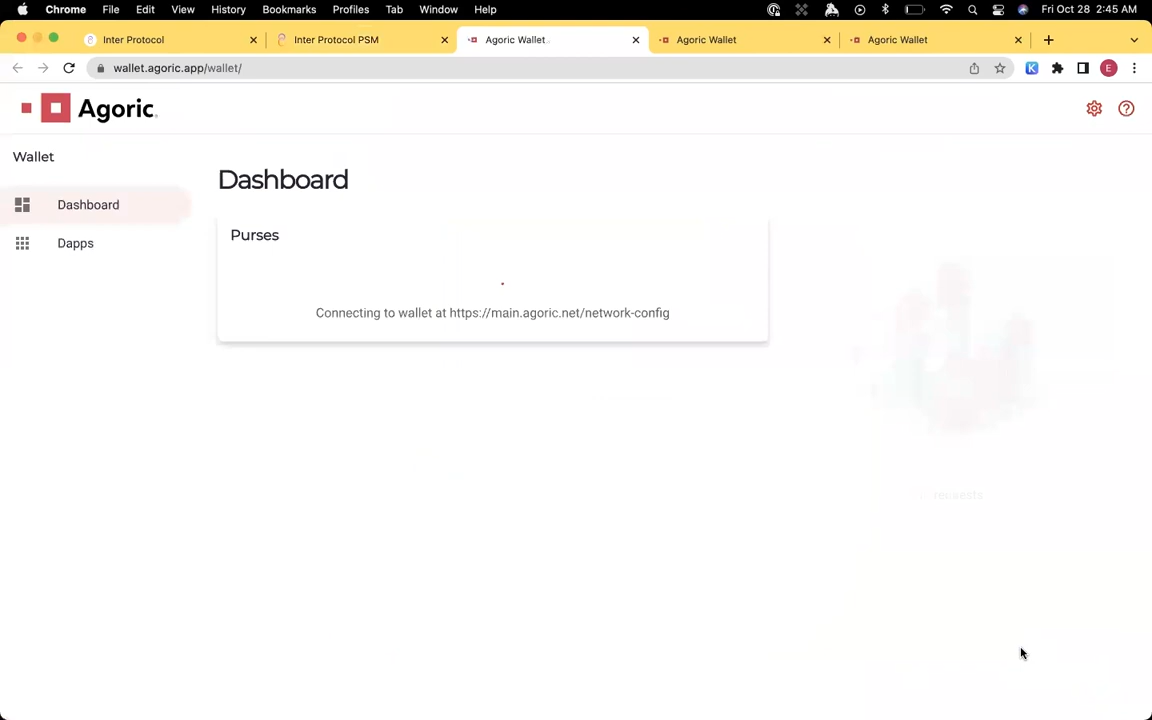 Chrome File Edit View History Bookmarks Profiles Tab Window Help Fri Oct 28 2:45 AM
Inter Protocol Inter Protocol PSM Agoric Wallet Agoric Wallet Agoric Wallet
wallet.agoric.app/wallet/ K E
Agoric
Wallet
Dashboard
Dashboard
Dapps
Purses
Connecting to wallet at https://main.agoric.net/network-config